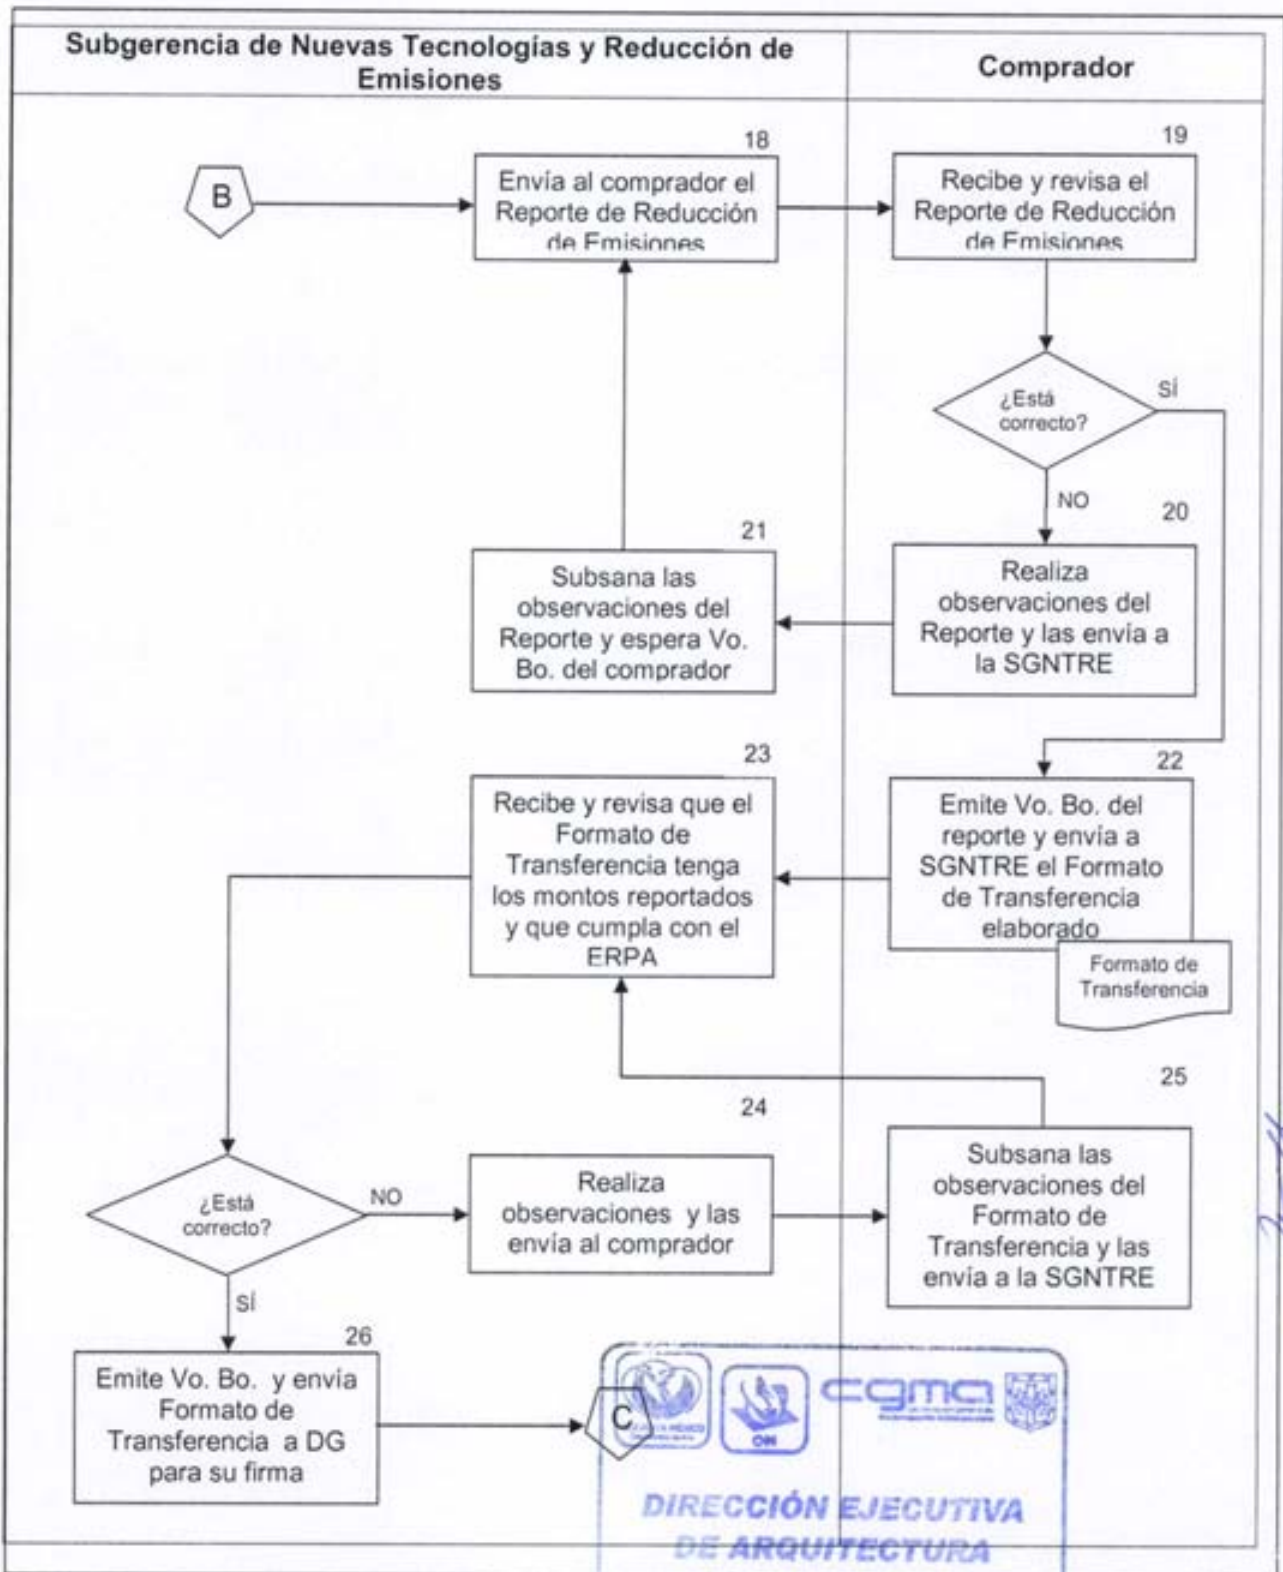 Subgerencia de Nuevas Tecnologías y Reducción de
Emisiones
Comprador
B
18
Envía al comprador el
Reporte de Reducción
de Emisiones
19
Recibe y revisa el
Reporte de Reducción
de Emisiones
¿Está
correcto?
SÍ
NO
20
Realiza
observaciones del
Reporte y las envía a
la SGNTRE
21
Subsana las
observaciones del
Reporte y espera Vo.
Bo. del comprador
22
Emite Vo. Bo. del
reporte y envía a
SGNTRE el Formato
de Transferencia
elaborado
Formato de
Transferencia
23
Recibe y revisa que el
Formato de
Transferencia tenga
los montos reportados
y que cumpla con el
ERPA
¿Está
correcto?
NO
SÍ
24
Realiza
observaciones y las
envía al comprador
25
Subsana las
observaciones del
Formato de
Transferencia y las
envía a la SGNTRE
26
Emite Vo. Bo. y envía
Formato de
Transferencia a DG
para su firma
C
MÉXICO
OM
cgma
DIRECCIÓN EJECUTIVA
DE ARQUITECTURA